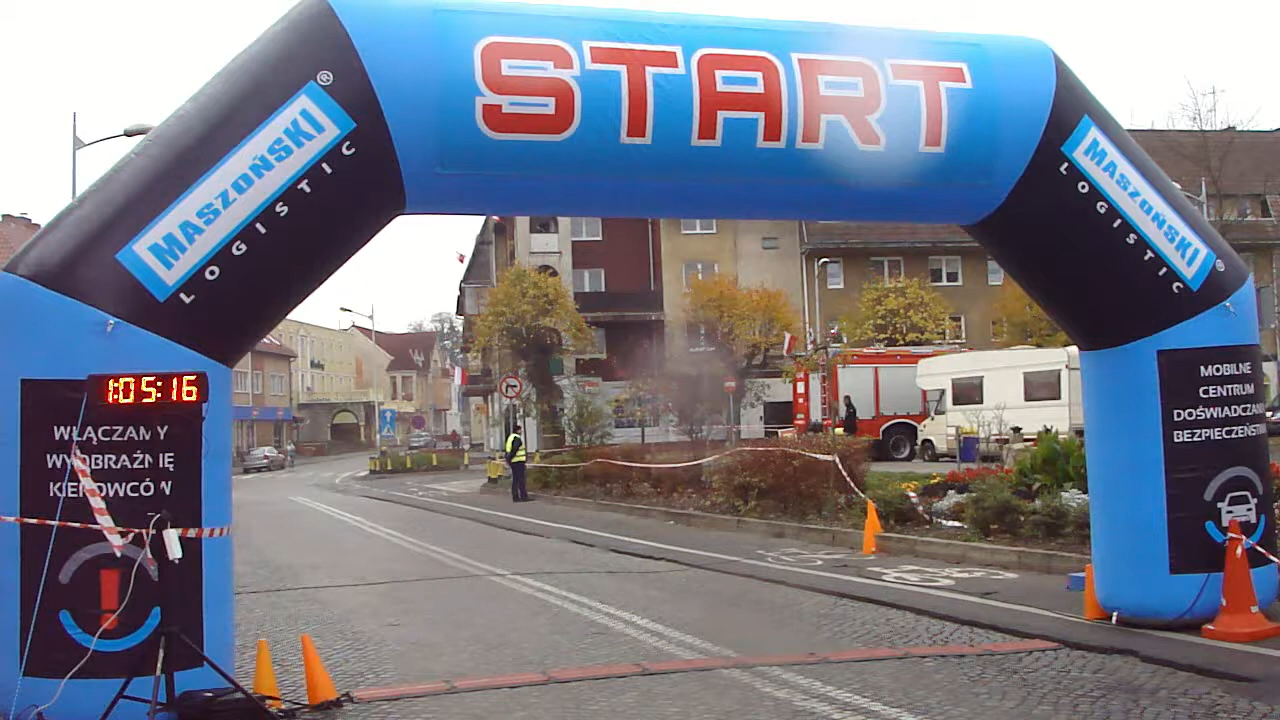 START
MASZOŃSKI®
LOGISTIC
MASZOŃSKI®
LOGISTIC
1:05:16
WŁĄCZAMY
WYOBRAŹNIĘ
KIEROWCÓW
MOBILNE
CENTRUM
DOŚWIADCZANIA
BEZPIECZEŃSTWA